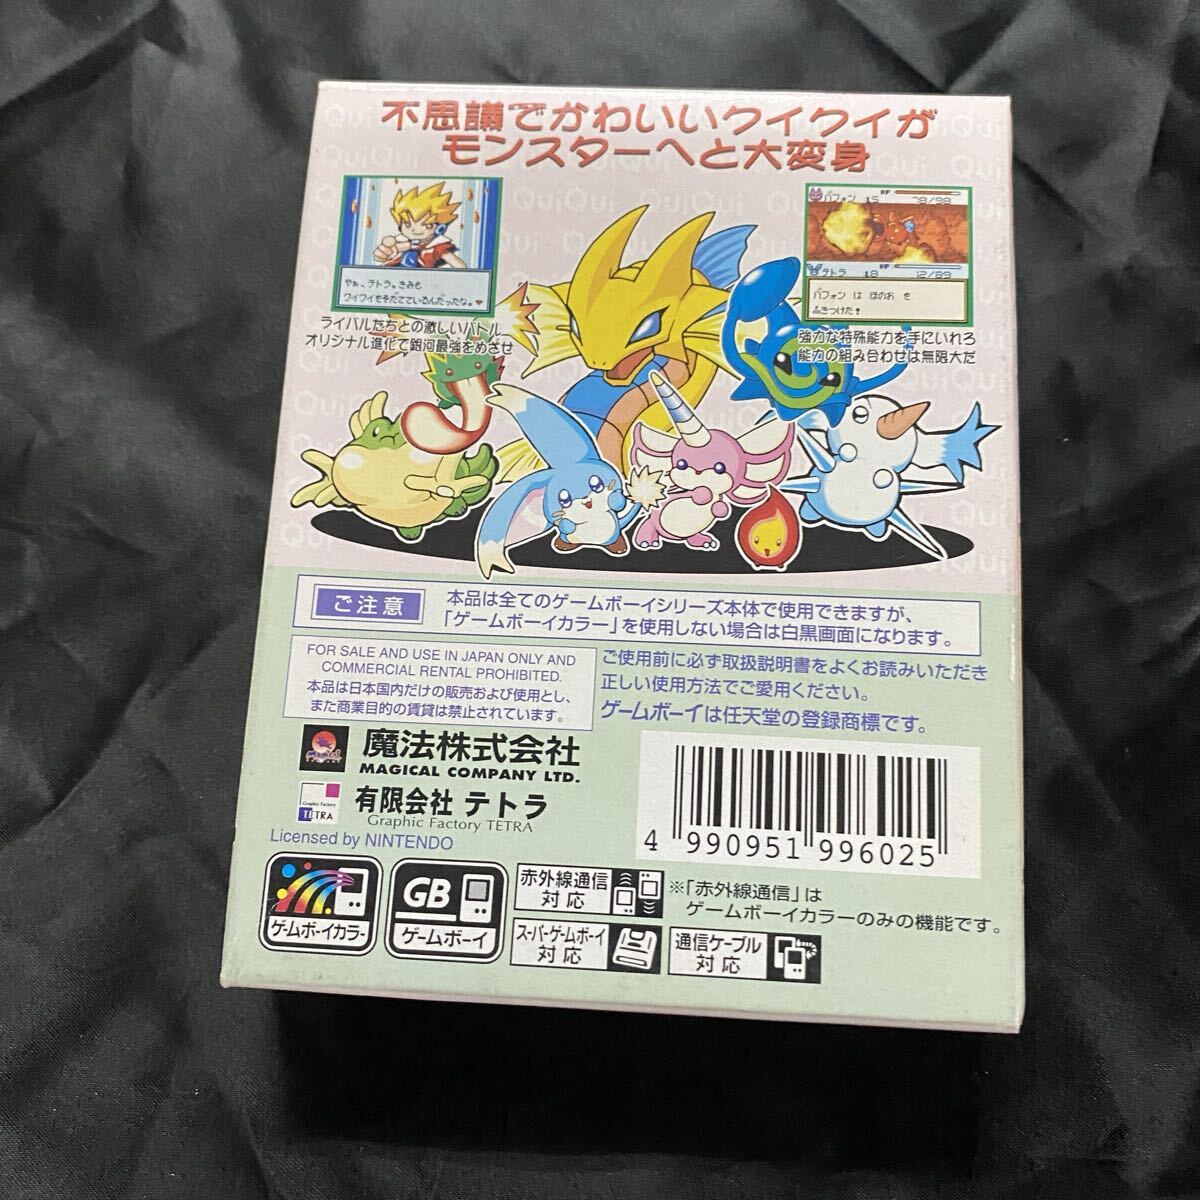 不思議でかわいいクイクイが
モンスターへと大変身
やぁ、テトラ。きみも
クイクイをそだてているんだったな。
ライバルたちとの激しいバトル
オリジナル進化で銀河最強をめざせ
パフォン 15
HP
78/98
HP
テトラ 18
12/89
パフォン は ほのお を
ふきつけた!
強力な特殊能力を手にいれろ
能力の組み合わせは無限大だ
QuiQui
ご注意
本品は全てのゲームボーイシリーズ本体で使用できますが、
「ゲームボーイカラー」を使用しない場合は白黒画面になります。
FOR SALE AND USE IN JAPAN ONLY AND
COMMERCIAL RENTAL PROHIBITED.
本品は日本国内だけの販売および使用とし、
また商業目的の賃貸は禁止されています。
ご使用前に必ず取扱説明書をよくお読みいただき
正しい使用方法でご愛用ください。
ゲームボーイは任天堂の登録商標です。
魔法株式会社
MAGICAL COMPANY LTD.
Graphic Factory
TETRA
有限会社 テトラ
Graphic Factory TETRA
Licensed by NINTENDO
4 990951 996025
ゲームボーイカラー
GB
ゲームボーイ
赤外線通信
対応
※「赤外線通信」は
ゲームボーイカラーのみの機能です。
スーパーゲームボーイ
対応
通信ケーブル
対応